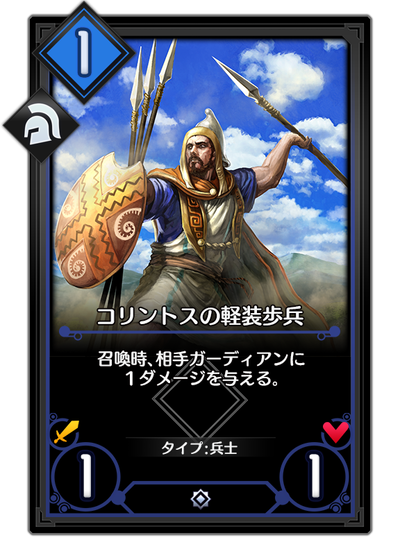 1
コリントスの軽装歩兵
召喚時、相手ガーディアンに
1ダメージを与える。
タイプ:兵士
1 1